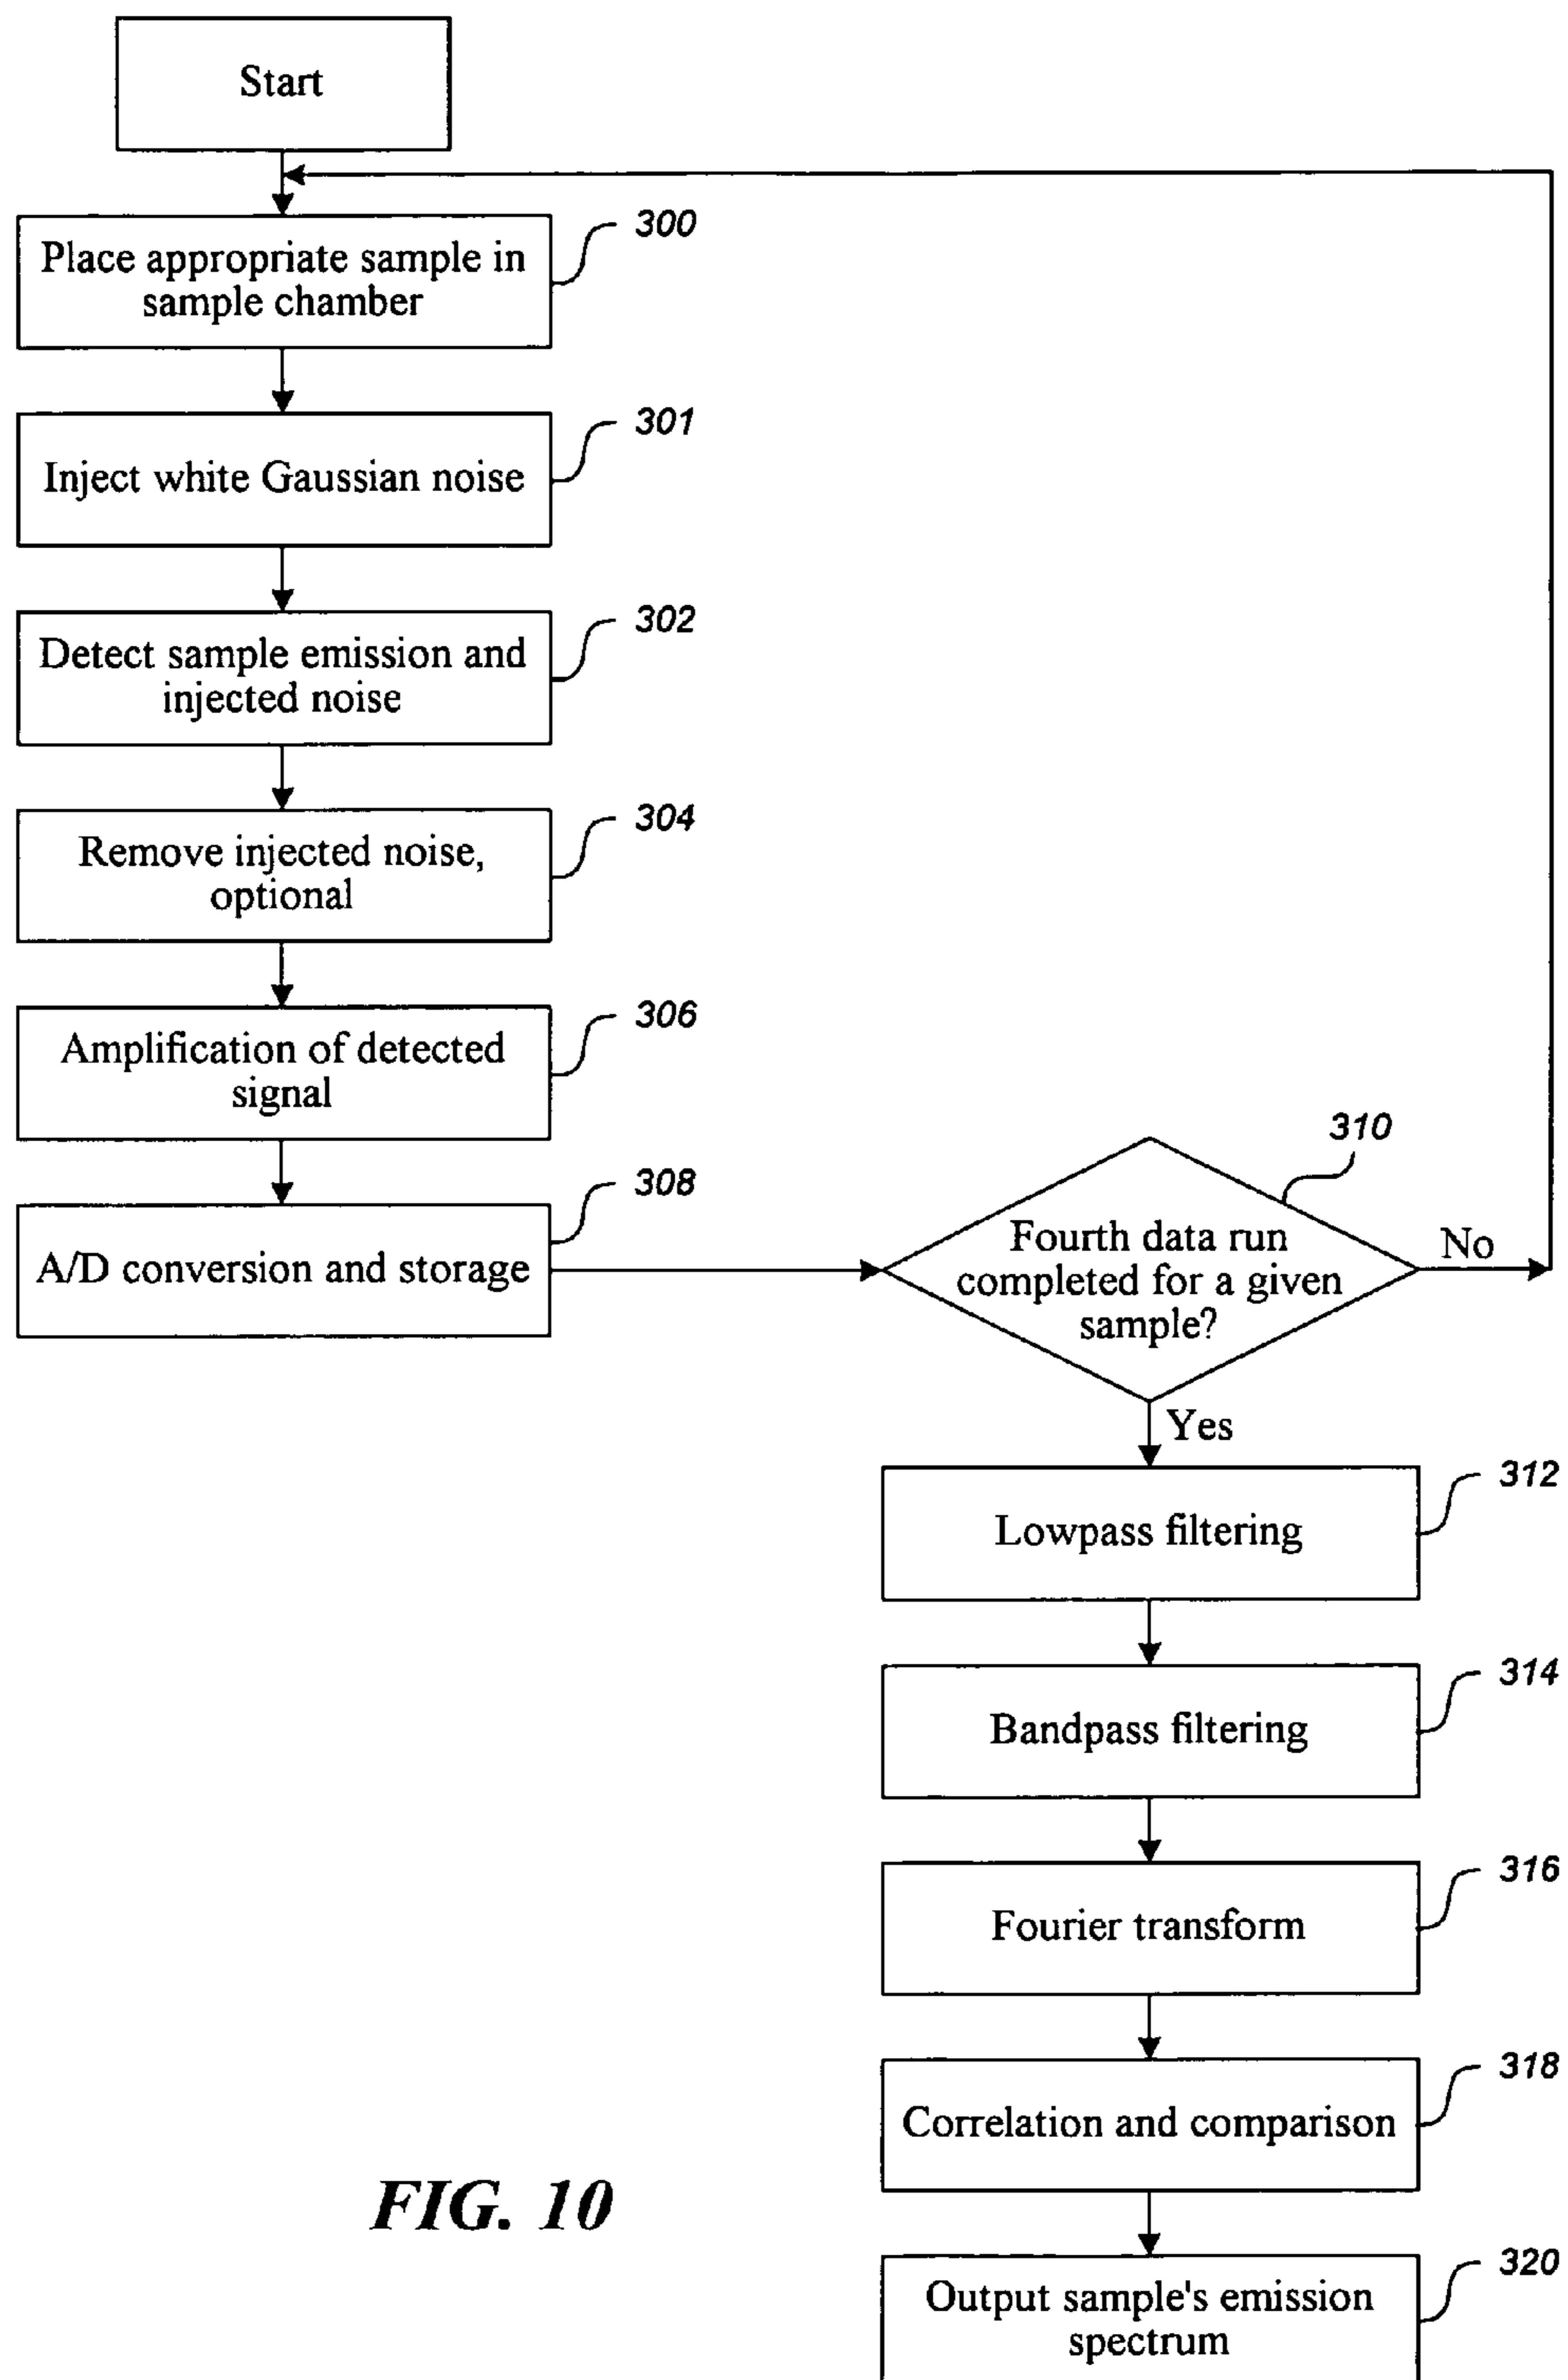 Start
300
Place appropriate sample in
sample chamber
301
Inject white Gaussian noise
302
Detect sample emission and
injected noise
304
Remove injected noise,
optional
306
Amplification of detected
signal
308
A/D conversion and storage
310
Fourth data run
completed for a given
sample?
No
Yes
312
Lowpass filtering
314
Bandpass filtering
316
Fourier transform
318
Correlation and comparison
320
Output sample's emission
spectrum
FIG. 10